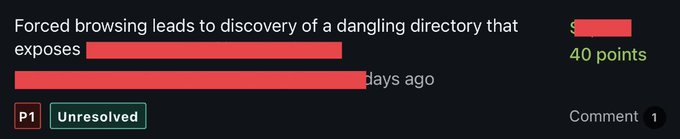 Forced browsing leads to discovery of a dangling directory that
exposes
days ago
P1 Unresolved
$
40 points
Comment 1